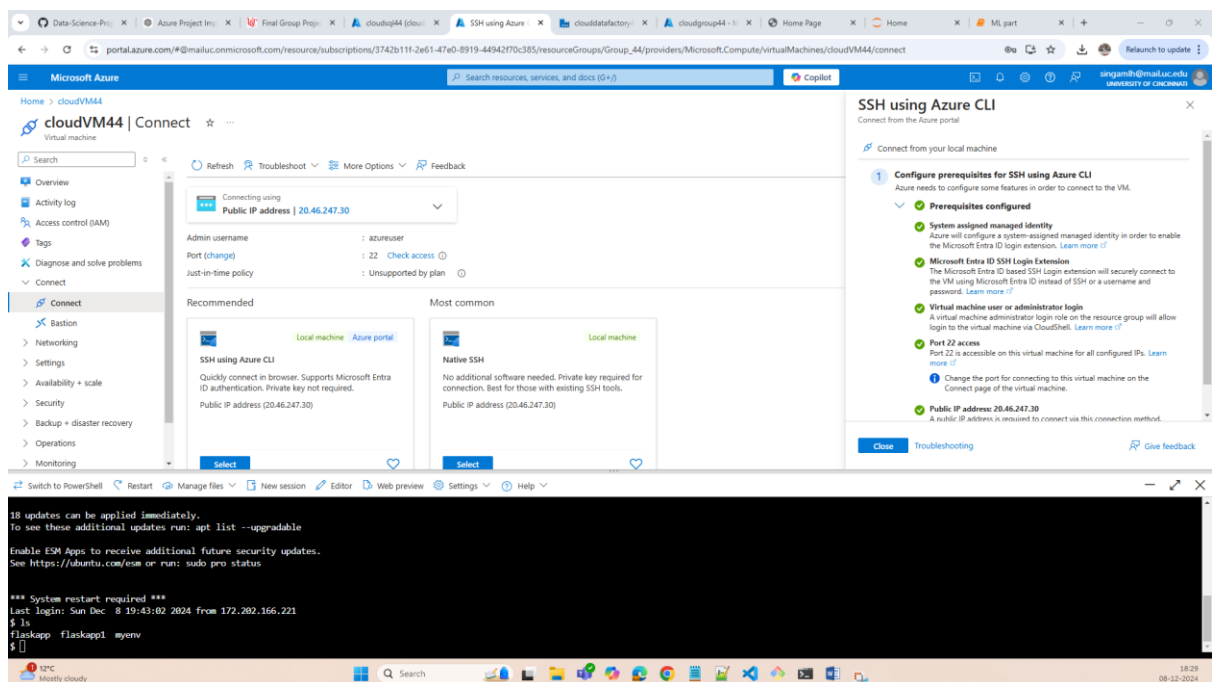 Data-Science-Proj
Azure Project Imp
Final Group Projec
cloudsql44 (cloud
SSH using Azure C
clouddatafactory4
cloudgroup44 - M
Home Page
Home
ML part
portal.azure.com/#@mailuc.onmicrosoft.com/resource/subscriptions/3742b11f-2e61-47e0-8919-44942f70c385/resourceGroups/Group_44/providers/Microsoft.Compute/virtualMachines/cloudVM44/connect
Relaunch to update
Microsoft Azure
Search resources, services, and docs (G+/)
Copilot
singamlh@mail.uc.edu
UNIVERSITY OF CINCINNATI
Home > cloudVM44
cloudVM44 | Connect
Virtual machine
Search
Overview
Activity log
Access control (IAM)
Tags
Diagnose and solve problems
Connect
Connect
Bastion
Networking
Settings
Availability + scale
Security
Backup + disaster recovery
Operations
Monitoring
Refresh Troubleshoot More Options Feedback
Connecting using
Public IP address | 20.46.247.30
Admin username : azureuser
Port (change) : 22 Check access
Just-in-time policy : Unsupported by plan
Recommended
Local machine Azure portal
SSH using Azure CLI
Quickly connect in browser. Supports Microsoft Entra
ID authentication. Private key not required.
Public IP address (20.46.247.30)
Select
Most common
Local machine
Native SSH
No additional software needed. Private key required for
connection. Best for those with existing SSH tools.
Public IP address (20.46.247.30)
Select
SSH using Azure CLI
Connect from the Azure portal
Connect from your local machine
1 Configure prerequisites for SSH using Azure CLI
Azure needs to configure some features in order to connect to the VM.
Prerequisites configured
System assigned managed identity
Azure will configure a system-assigned managed identity in order to enable
the Microsoft Entra ID login extension. Learn more
Microsoft Entra ID SSH Login Extension
The Microsoft Entra ID based SSH Login extension will securely connect to
the VM using Microsoft Entra ID instead of SSH or a username and
password. Learn more
Virtual machine user or administrator login
A virtual machine administrator login role on the resource group will allow
login to the virtual machine via CloudShell. Learn more
Port 22 access
Port 22 is accessible on this virtual machine for all configured IPs. Learn
more
Change the port for connecting to this virtual machine on the
Connect page of the virtual machine.
Public IP address: 20.46.247.30
A public IP address is required to connect via this connection method.
Close Troubleshooting Give feedback
Switch to PowerShell Restart Manage files New session Editor Web preview Settings Help
18 updates can be applied immediately.
To see these additional updates run: apt list --upgradable
Enable ESM Apps to receive additional future security updates.
See https://ubuntu.com/esm or run: sudo pro status
*** System restart required ***
Last login: Sun Dec  8 19:43:02 2024 from 172.202.166.221
$ ls
flaskapp  flaskapp1  myenv
$
1
12°C
Mostly cloudy
Search
18:29
08-12-2024